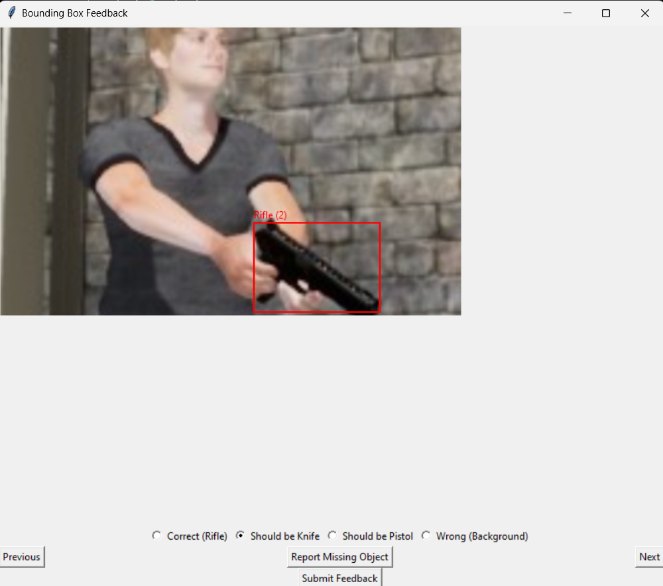 Bounding Box Feedback
Rifle (2)
Correct (Rifle) Should be Knife Should be Pistol Wrong (Background)
Previous Report Missing Object Next
Submit Feedback